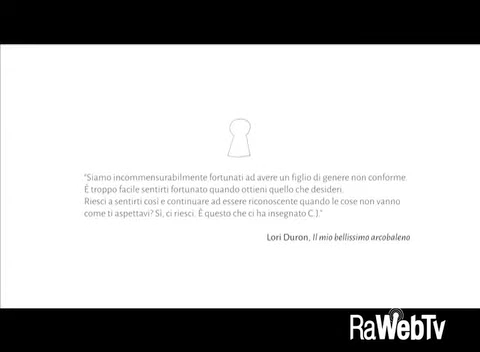 "Siamo incommensurabilmente fortunati ad avere un figlio di genere non conforme
È troppo facile sentirti fortunato quando ottieni quello che desideri.
Riesci a sentirti così e continuare ad essere riconoscente quando le cose non vanno
come ti aspettavi? Sì, ci riesci. È questo che ci ha insegnato C.J."
Lori Duron, Il mio bellissimo arcobaleno
RaWebTv